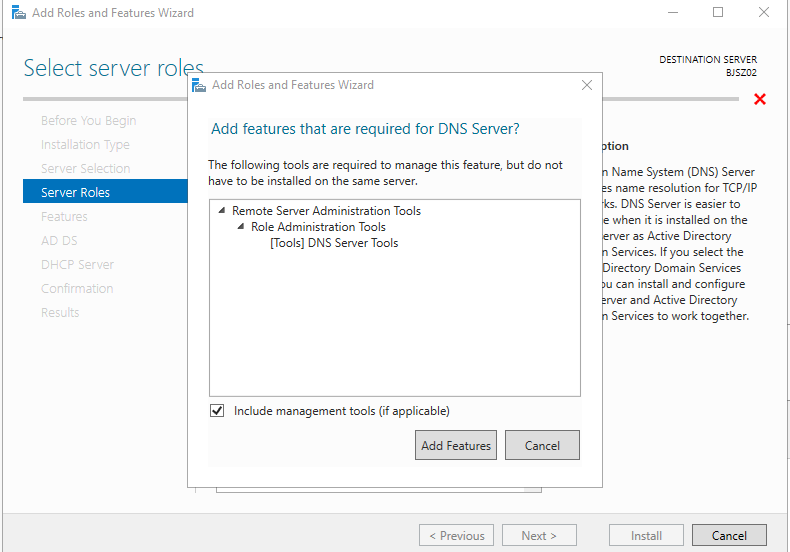 Add Roles and Features Wizard
Select server roles
DESTINATION SERVER
BJSZ02
Before You Begin
Installation Type
Server Selection
Server Roles
Features
AD DS
DHCP Server
Confirmation
Results
Add Roles and Features Wizard
Add features that are required for DNS Server?
The following tools are required to manage this feature, but do not
have to be installed on the same server.
Remote Server Administration Tools
Role Administration Tools
[Tools] DNS Server Tools
Include management tools (if applicable)
Add Features
Cancel
ption
n Name System (DNS) Server
es name resolution for TCP/IP
rks. DNS Server is easier to
e when it is installed on the
erver as Active Directory
n Services. If you select the
Directory Domain Services
ou can install and configure
erver and Active Directory
n Services to work together.
< Previous
Next >
Install
Cancel